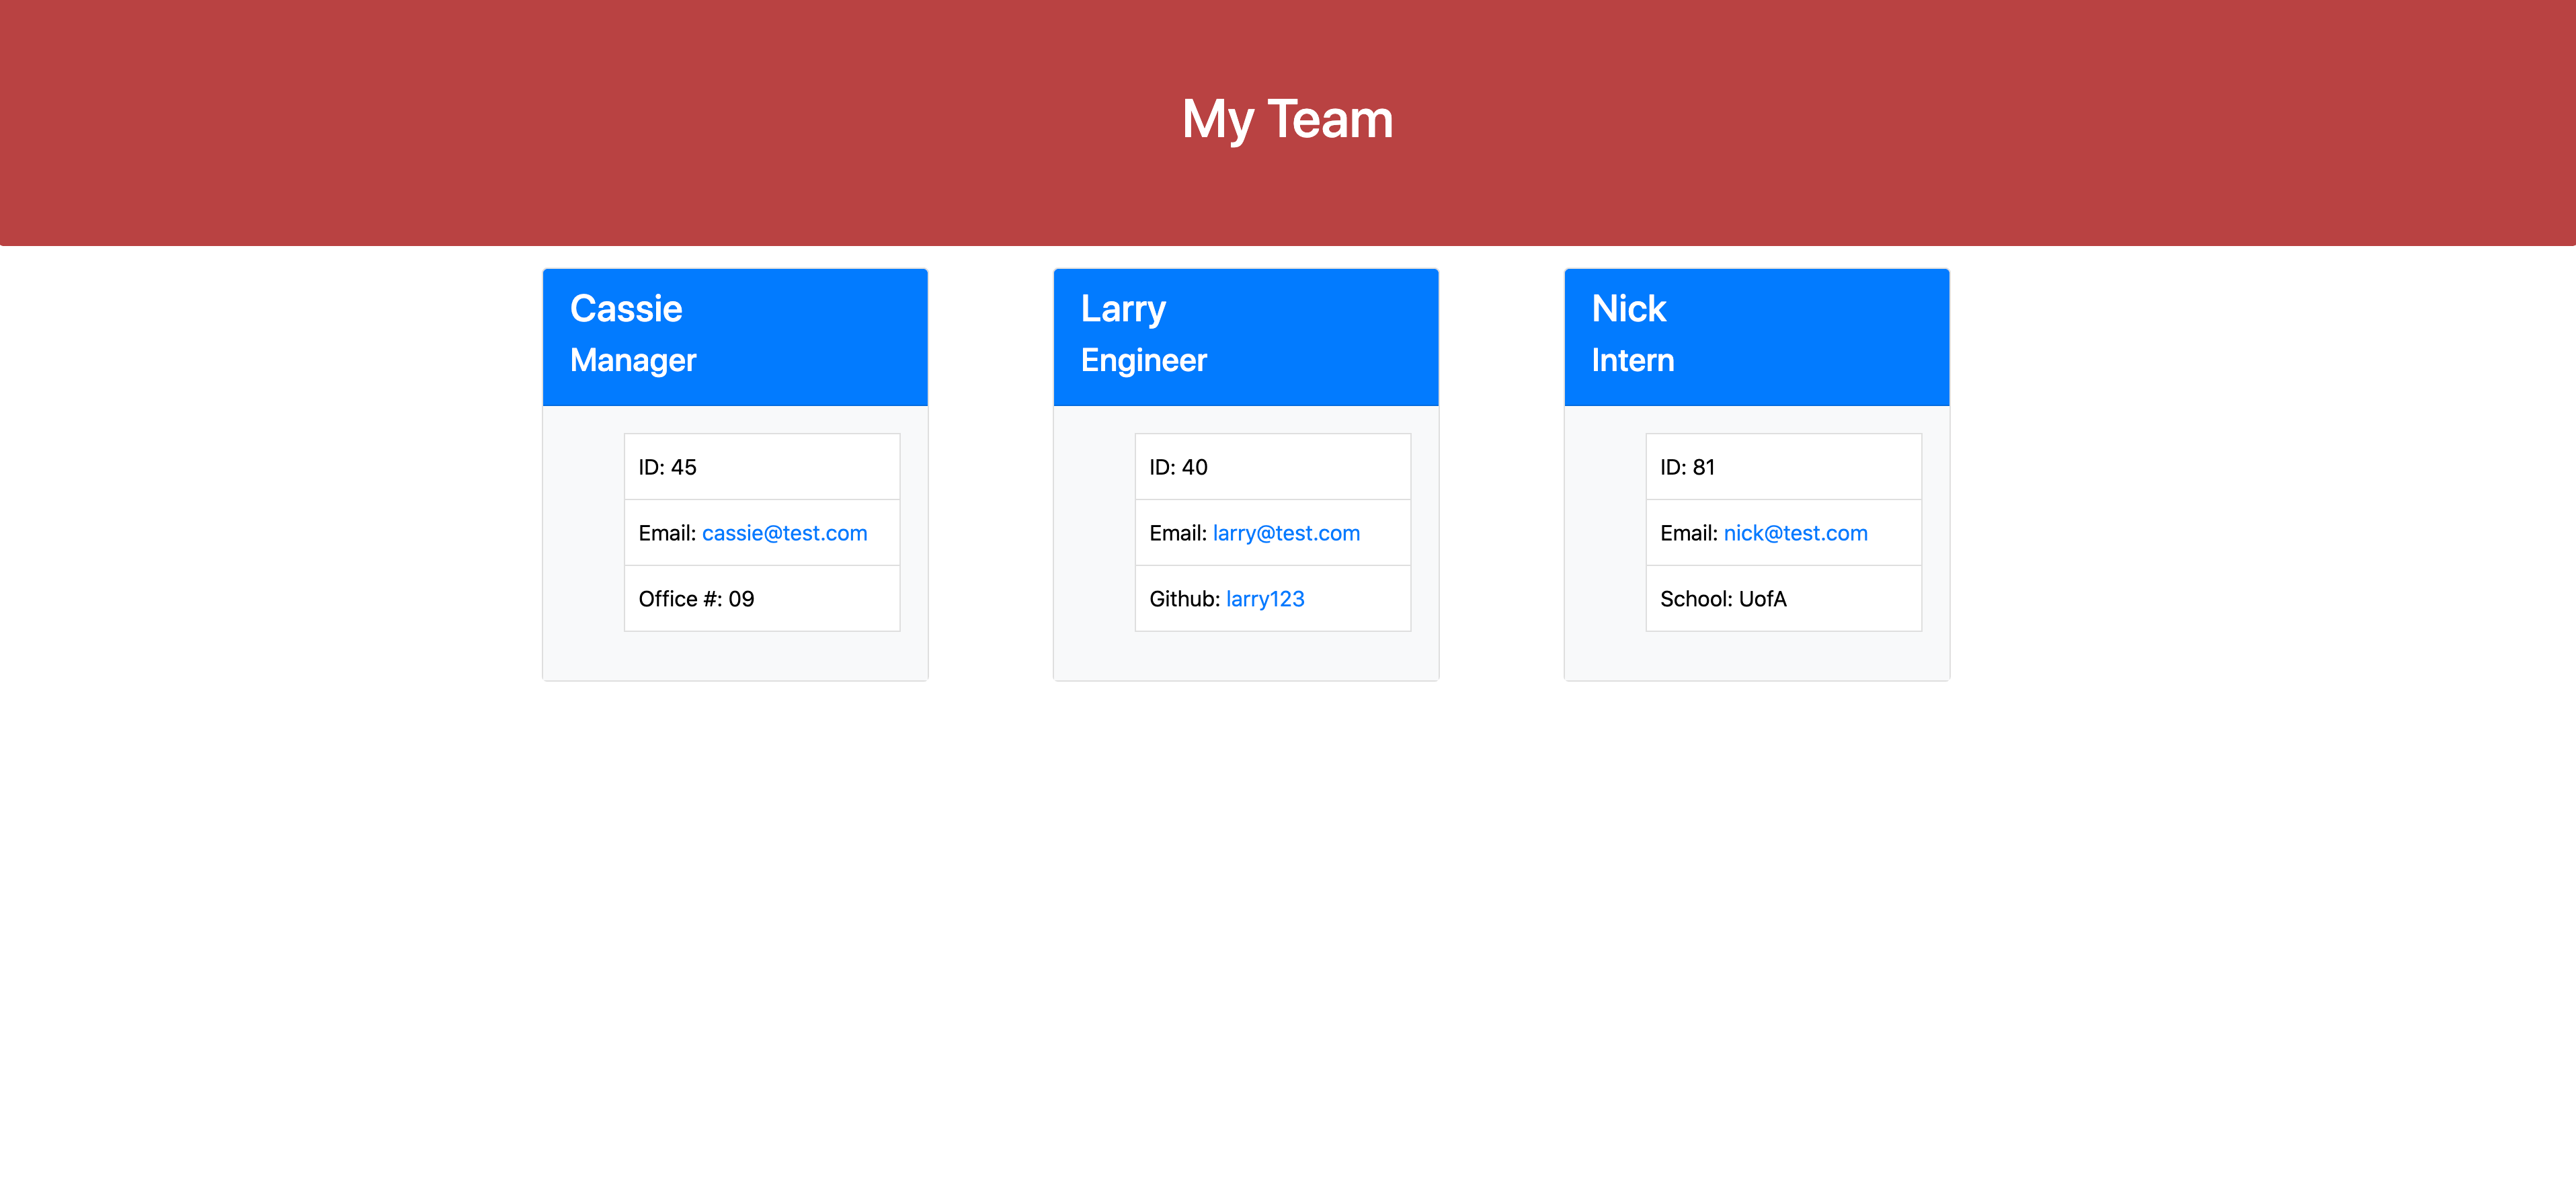 My Team
Cassie
Manager
ID: 45
Email: cassie@test.com
Office #: 09
Larry
Engineer
ID: 40
Email: larry@test.com
Github: larry123
Nick
Intern
ID: 81
Email: nick@test.com
School: UofA